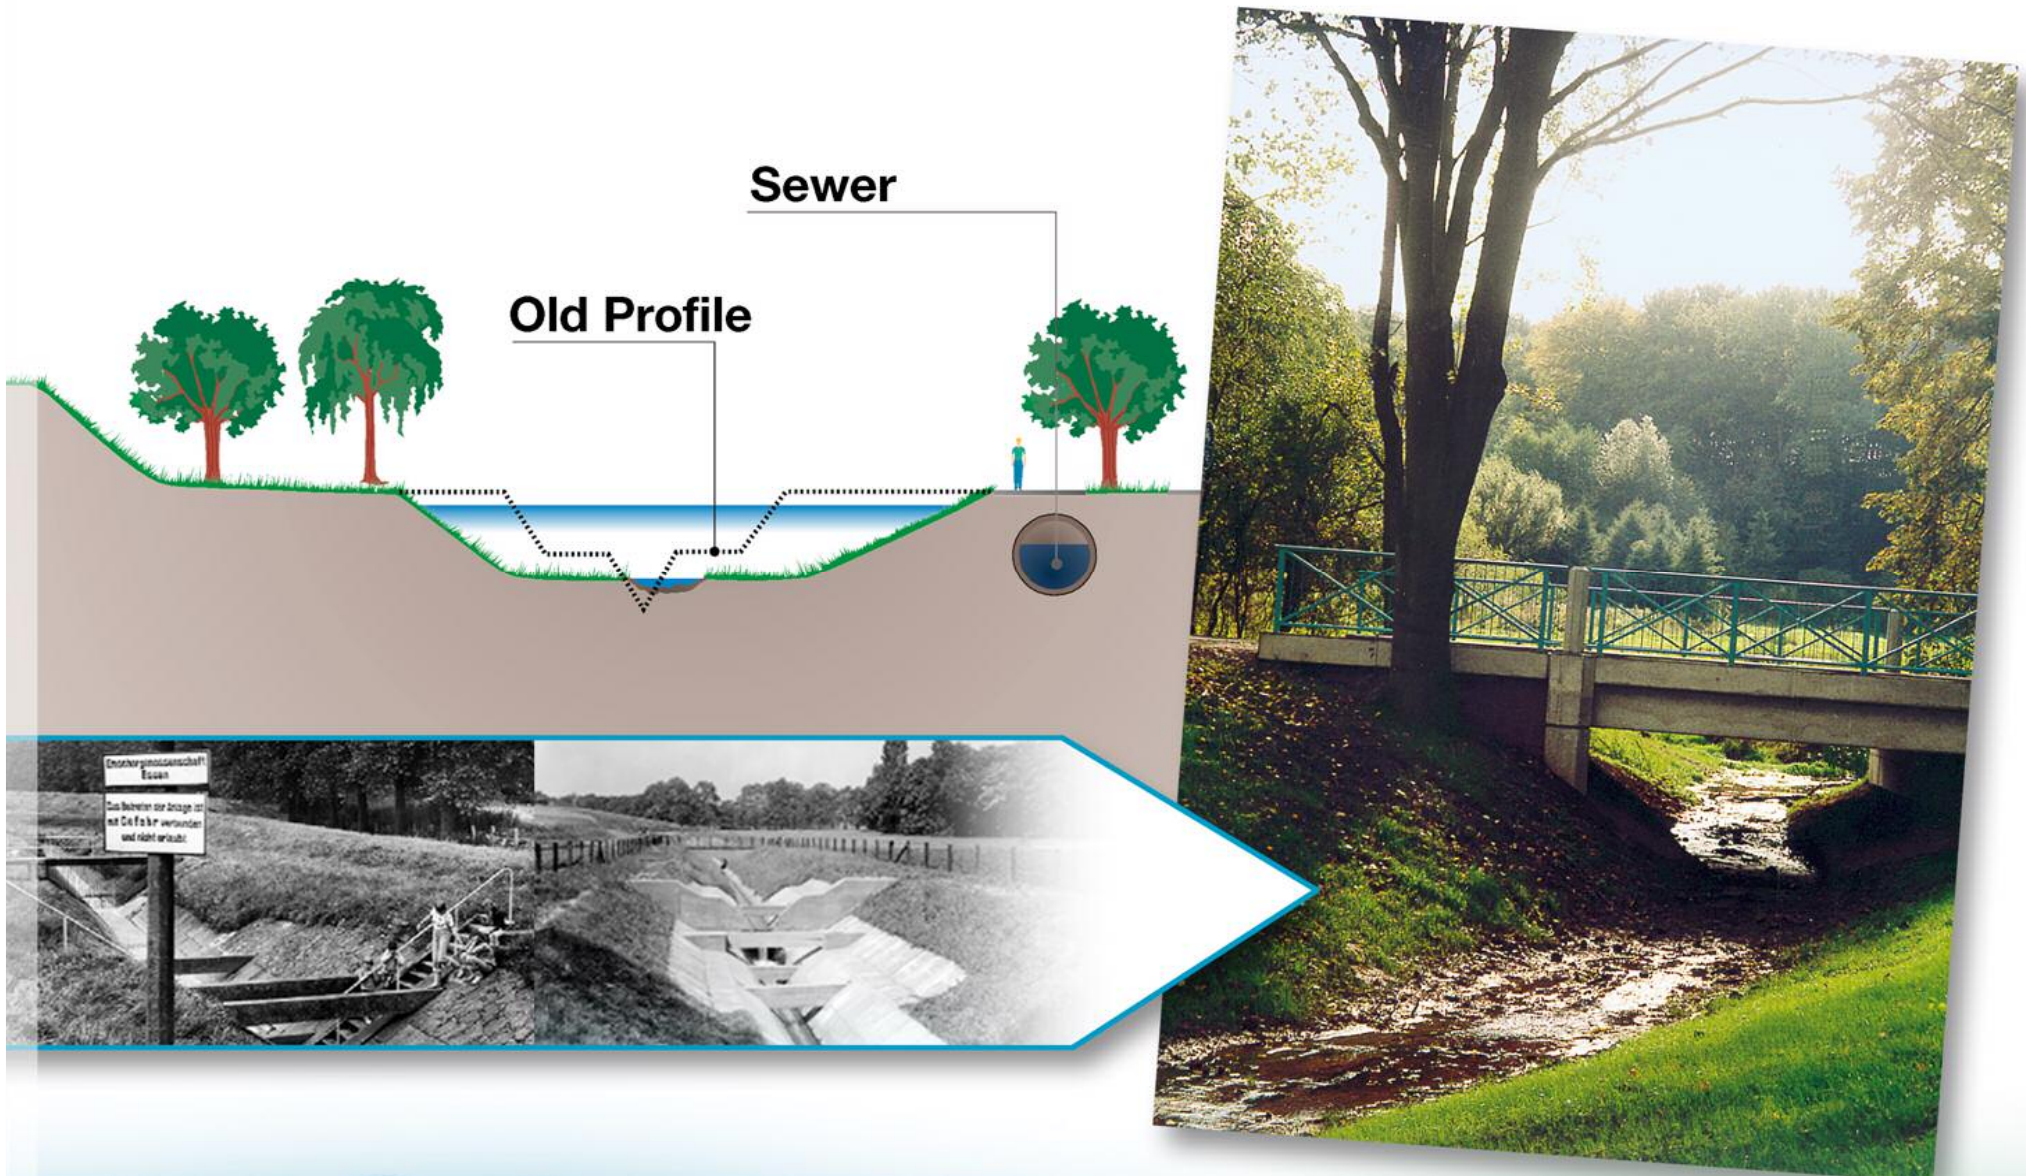 Sewer
Old Profile
Emschergenossenschaft
Essen
Das Betreten der Anlage ist
mit Gefahr verbunden
und nicht erlaubt